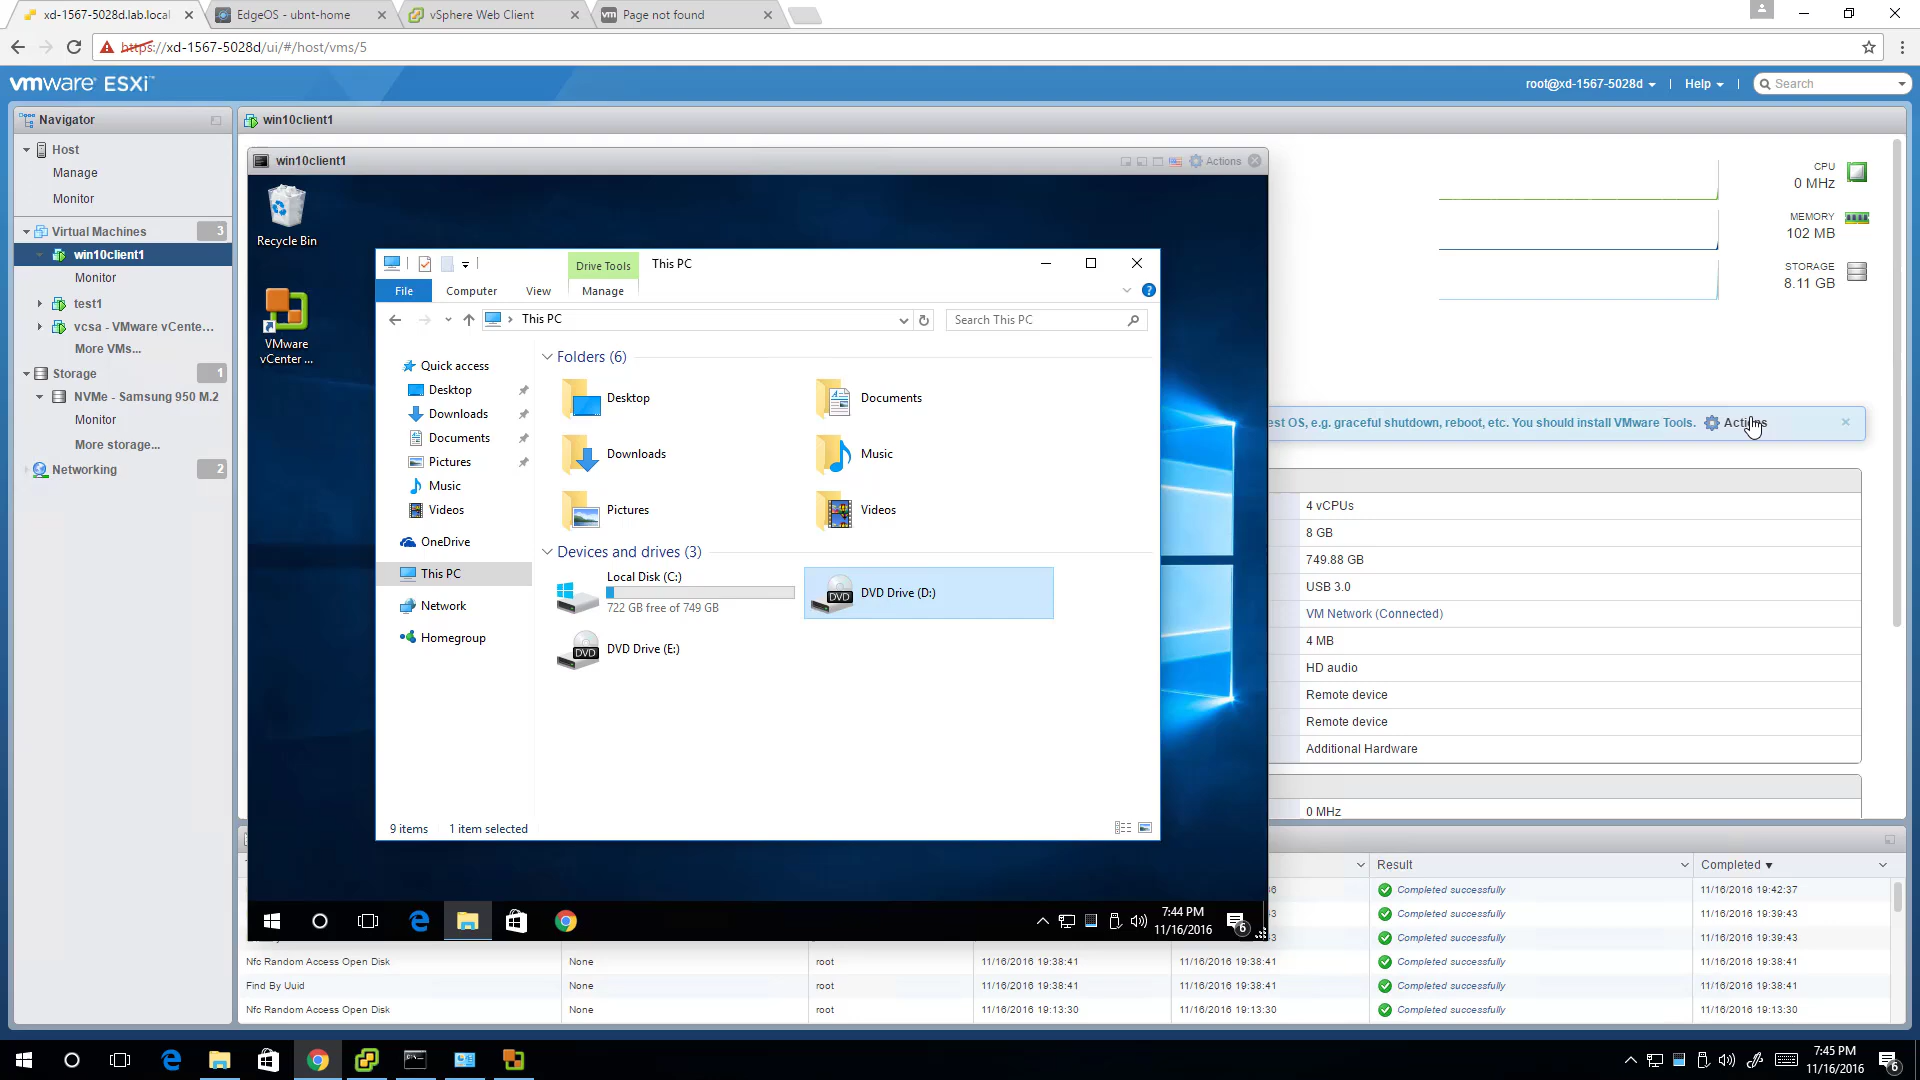 xd-1567-5028d.lab.local
EdgeOS - ubnt-home
vSphere Web Client
Page not found
https://xd-1567-5028d/ui/#/host/vms/5
vmware ESXi™
root@xd-1567-5028d
Help
Search
Navigator
Host
Manage
Monitor
Virtual Machines
3
win10client1
Monitor
test1
vcsa - VMware vCente...
More VMs...
Storage
1
NVMe - Samsung 950 M.2
Monitor
More storage...
Networking
2
win10client1
win10client1
Actions
Recycle Bin
VMware
vCenter ...
Drive Tools
This PC
File
Computer
View
Manage
This PC
Search This PC
Quick access
Desktop
Downloads
Documents
Pictures
Music
Videos
OneDrive
This PC
Network
Homegroup
Folders (6)
Desktop
Documents
Downloads
Music
Pictures
Videos
Devices and drives (3)
Local Disk (C:)
722 GB free of 749 GB
DVD
DVD Drive (D:)
DVD
DVD Drive (E:)
9 items
1 item selected
7:44 PM
11/16/2016
6
CPU
0 MHz
MEMORY
102 MB
STORAGE
8.11 GB
est OS, e.g. graceful shutdown, reboot, etc. You should install VMware Tools.
Actions
4 vCPUs
8 GB
749.88 GB
USB 3.0
VM Network (Connected)
4 MB
HD audio
Remote device
Remote device
Additional Hardware
0 MHz
Result
Completed
Completed successfully
11/16/2016 19:42:37
Completed successfully
11/16/2016 19:39:43
Completed successfully
11/16/2016 19:39:43
Nfc Random Access Open Disk
None
root
11/16/2016 19:38:41
11/16/2016 19:38:41
Completed successfully
11/16/2016 19:38:41
Find By Uuid
None
root
11/16/2016 19:38:41
11/16/2016 19:38:41
Completed successfully
11/16/2016 19:38:41
Nfc Random Access Open Disk
None
root
11/16/2016 19:13:30
11/16/2016 19:13:30
Completed successfully
11/16/2016 19:13:30
7:45 PM
11/16/2016
6